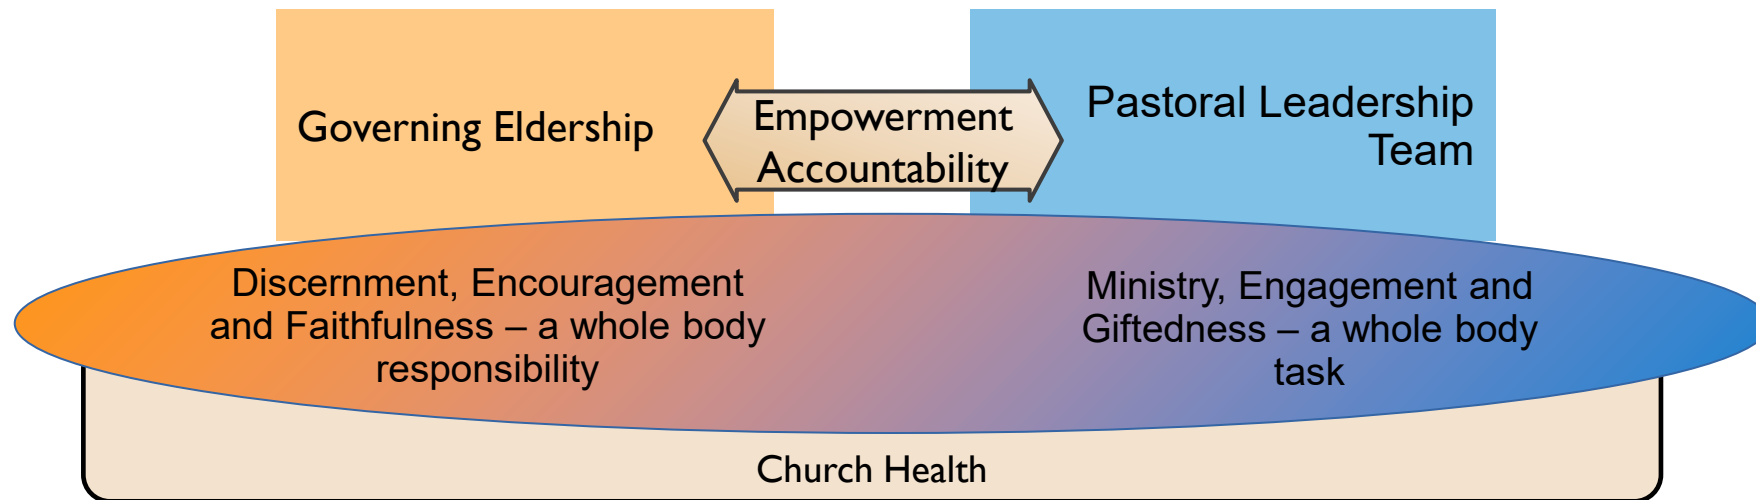 Governing Eldership
Empowerment
Accountability
Pastoral Leadership
Team
Discernment, Encouragement
and Faithfulness – a whole body
responsibility
Ministry, Engagement and
Giftedness – a whole body
task
Church Health